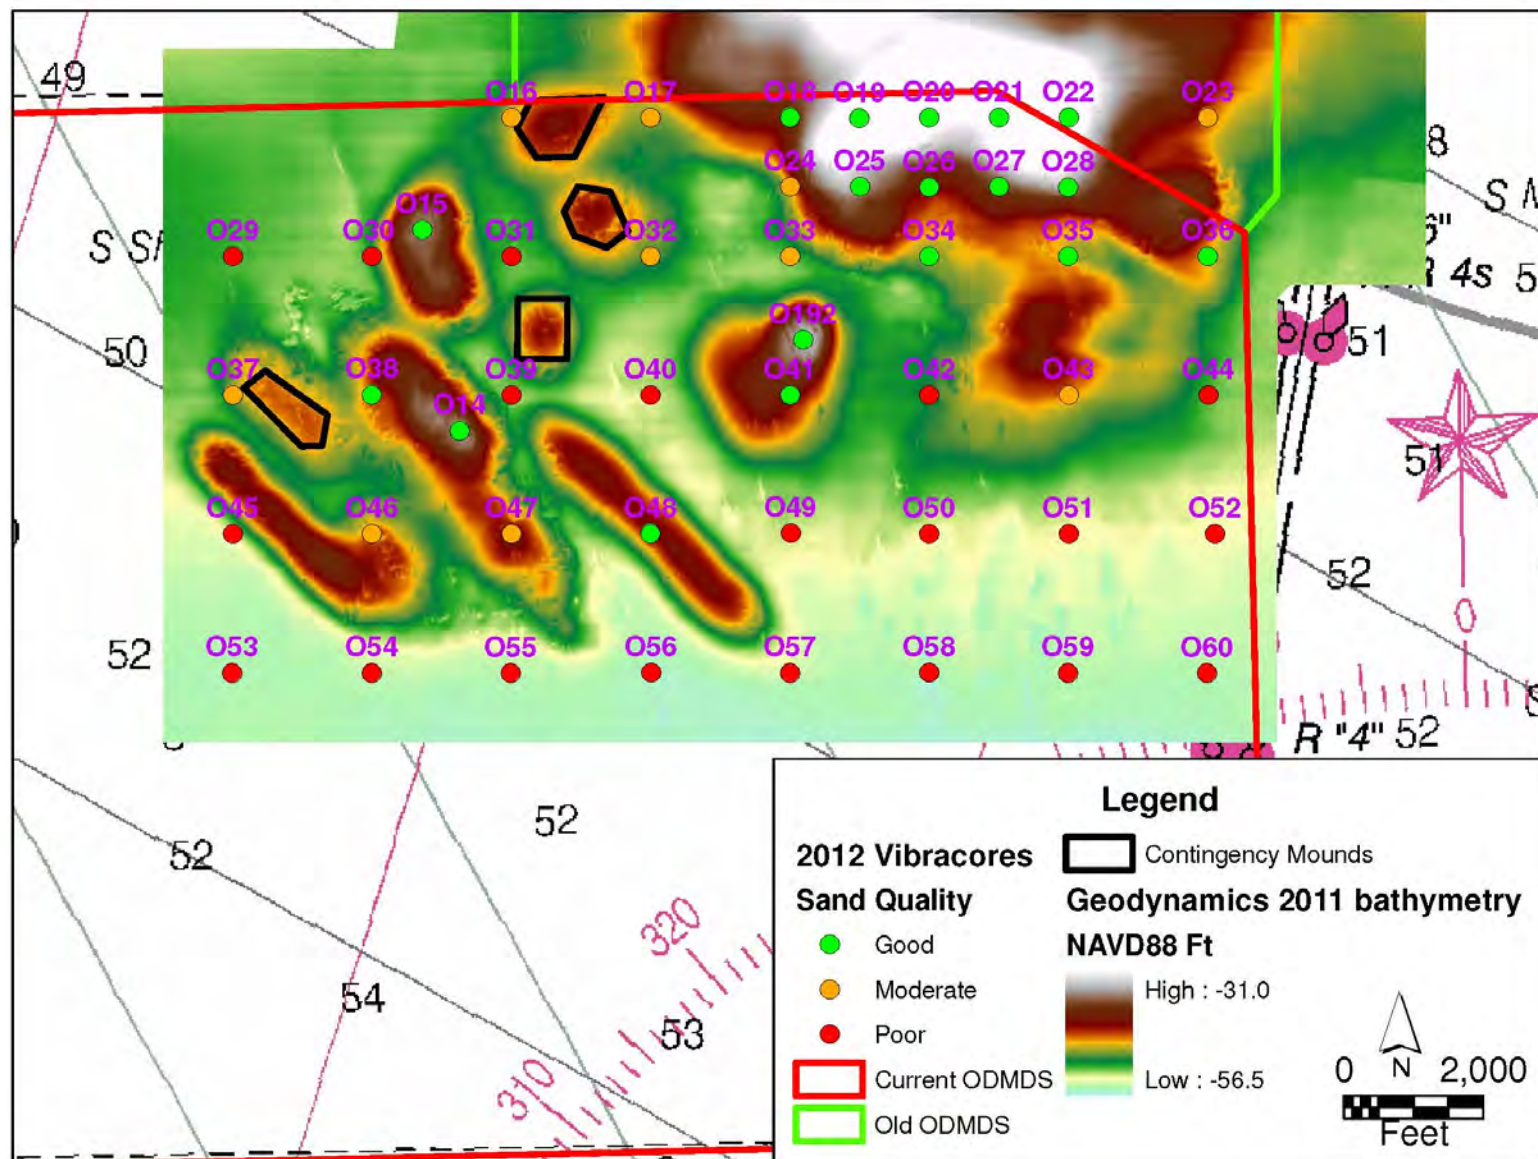 49
O16 O17 O18 O19 O20 O21 O22 O23
8
O24 O25 O26 O27 O28
S M
O15
O29 O30 O31 O32 O33 O34 O35 O36
6"
S SH
R 4s 5
O192
50
51
O37 O38 O39 O40 O41 O42 O43 O44
O14
51
O45 O46 O47 O48 O49 O50 O51 O52
52
0
52
O53 O54 O55 O56 O57 O58 O59 O60
R "4" 52
52
52
54
320
53
310
Legend
2012 Vibracores
Contingency Mounds
Sand Quality
Geodynamics 2011 bathymetry
Good
NAVD88 Ft
Moderate
High : -31.0
Poor
Current ODMDS
Low : -56.5
Old ODMDS
N
0 2,000
Feet